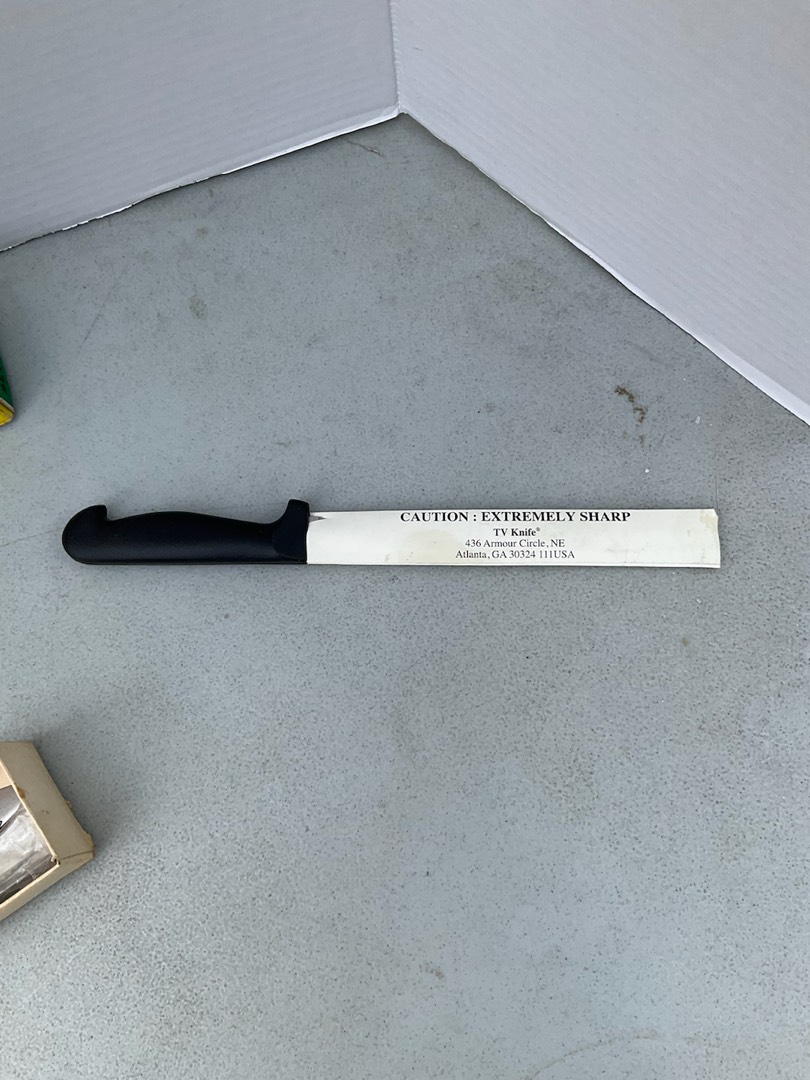 CAUTION : EXTREMELY SHARP
TV Knife®
436 Armour Circle, NE
Atlanta, GA 30324 111USA